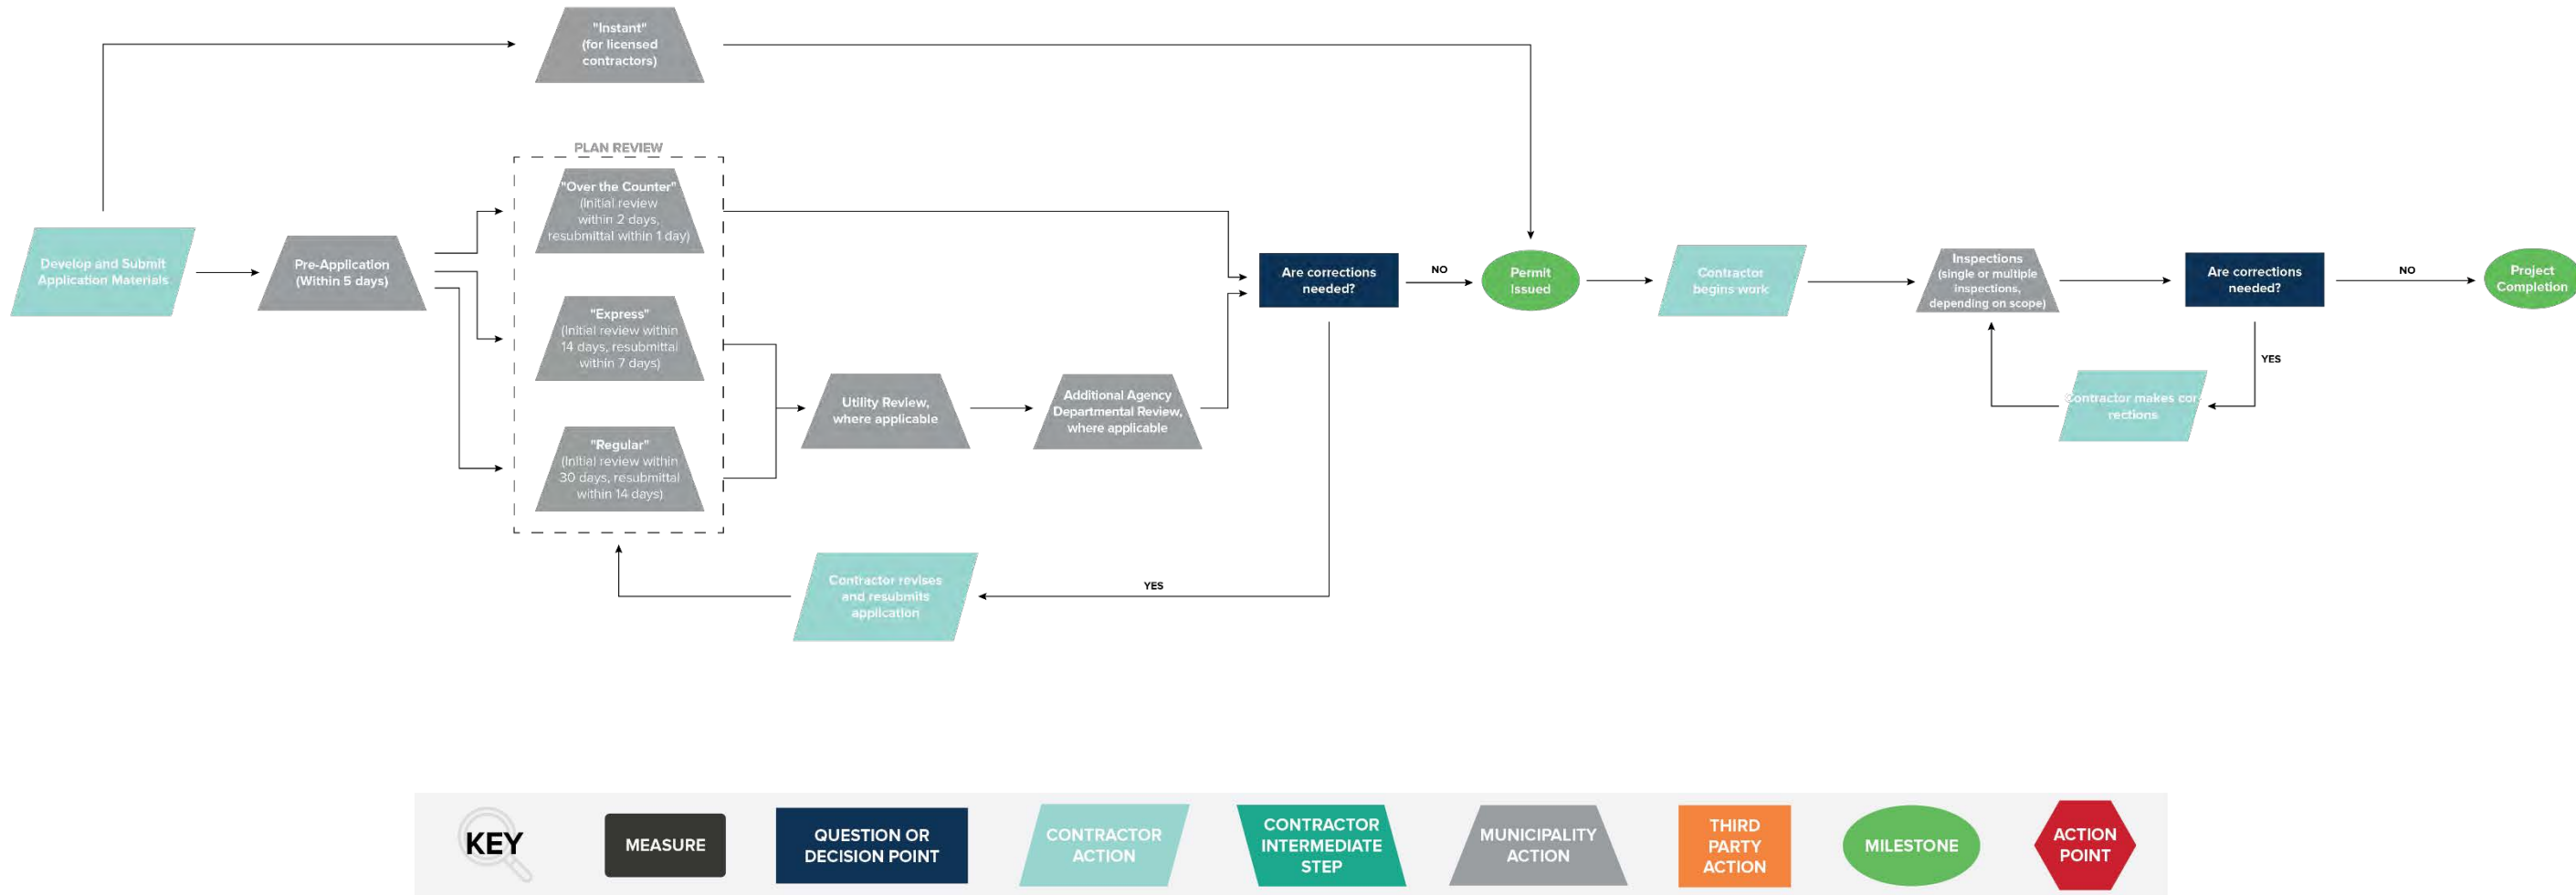 "Instant"
(for licensed
contractors)
PLAN REVIEW
"Over the Counter"
(Initial review
within 2 days,
resubmittal within 1 day)
Develop and Submit
Application Materials
Pre-Application
(Within 5 days)
"Express"
(Initial review within
14 days, resubmittal
within 7 days)
"Regular"
(Initial review within
30 days, resubmittal
within 14 days)
Utility Review,
where applicable
Additional Agency
Departmental Review,
where applicable
Are corrections
needed?
NO
YES
Contractor revises
and resubmits
application
Permit
Issued
Contractor
begins work
Inspections
(single or multiple
inspections,
depending on scope)
Are corrections
needed?
YES
Contractor makes cor-
rections
NO
Project
Completion
KEY
MEASURE
QUESTION OR
DECISION POINT
CONTRACTOR
ACTION
CONTRACTOR
INTERMEDIATE
STEP
MUNICIPALITY
ACTION
THIRD
PARTY
ACTION
MILESTONE
ACTION
POINT